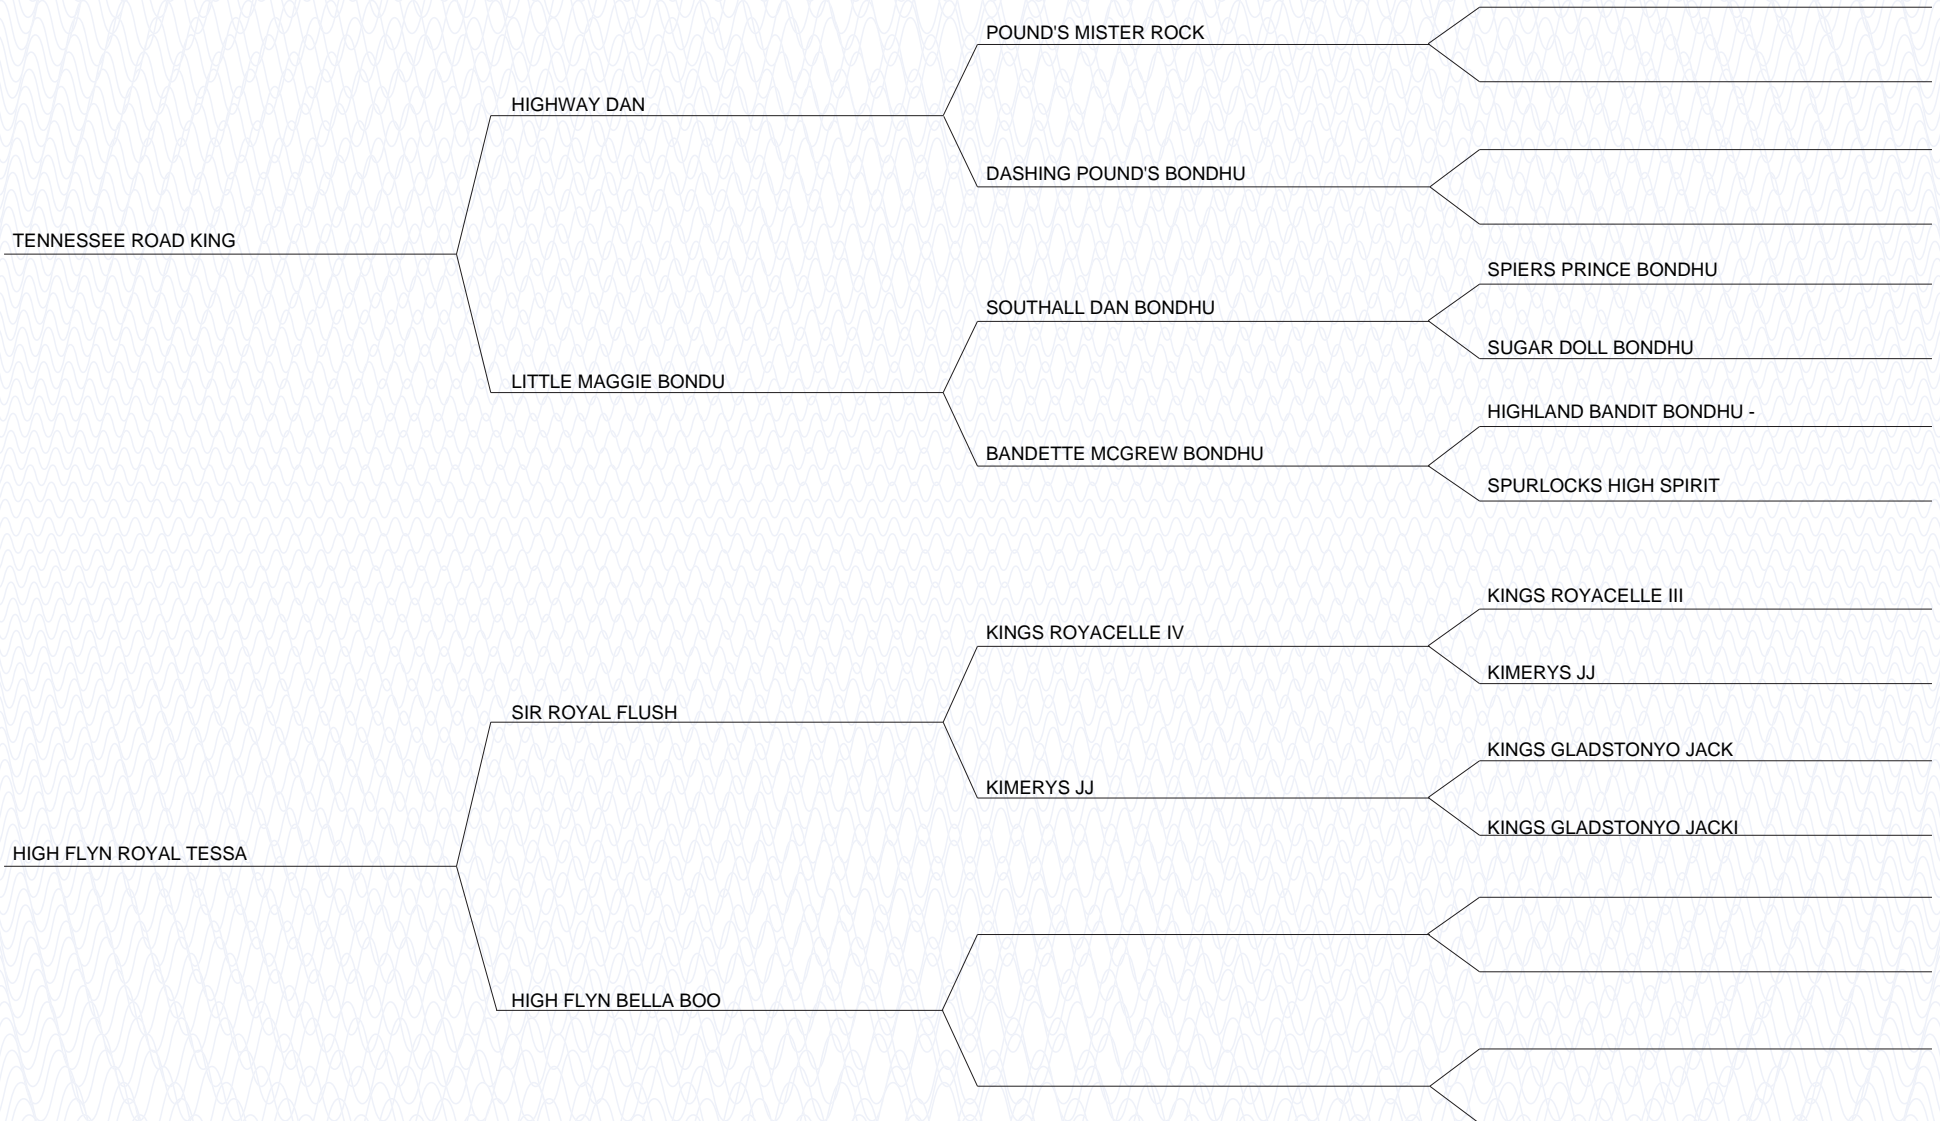 POUND'S MISTER ROCK
HIGHWAY DAN
DASHING POUND'S BONDHU
TENNESSEE ROAD KING
SPIERS PRINCE BONDHU
SOUTHALL DAN BONDHU
SUGAR DOLL BONDHU
LITTLE MAGGIE BONDU
HIGHLAND BANDIT BONDHU -
BANDETTE MCGREW BONDHU
SPURLOCKS HIGH SPIRIT
KINGS ROYACELLE III
KINGS ROYACELLE IV
KIMERYS JJ
SIR ROYAL FLUSH
KINGS GLADSTONYO JACK
KIMERYS JJ
KINGS GLADSTONYO JACKI
HIGH FLYN ROYAL TESSA
HIGH FLYN BELLA BOO